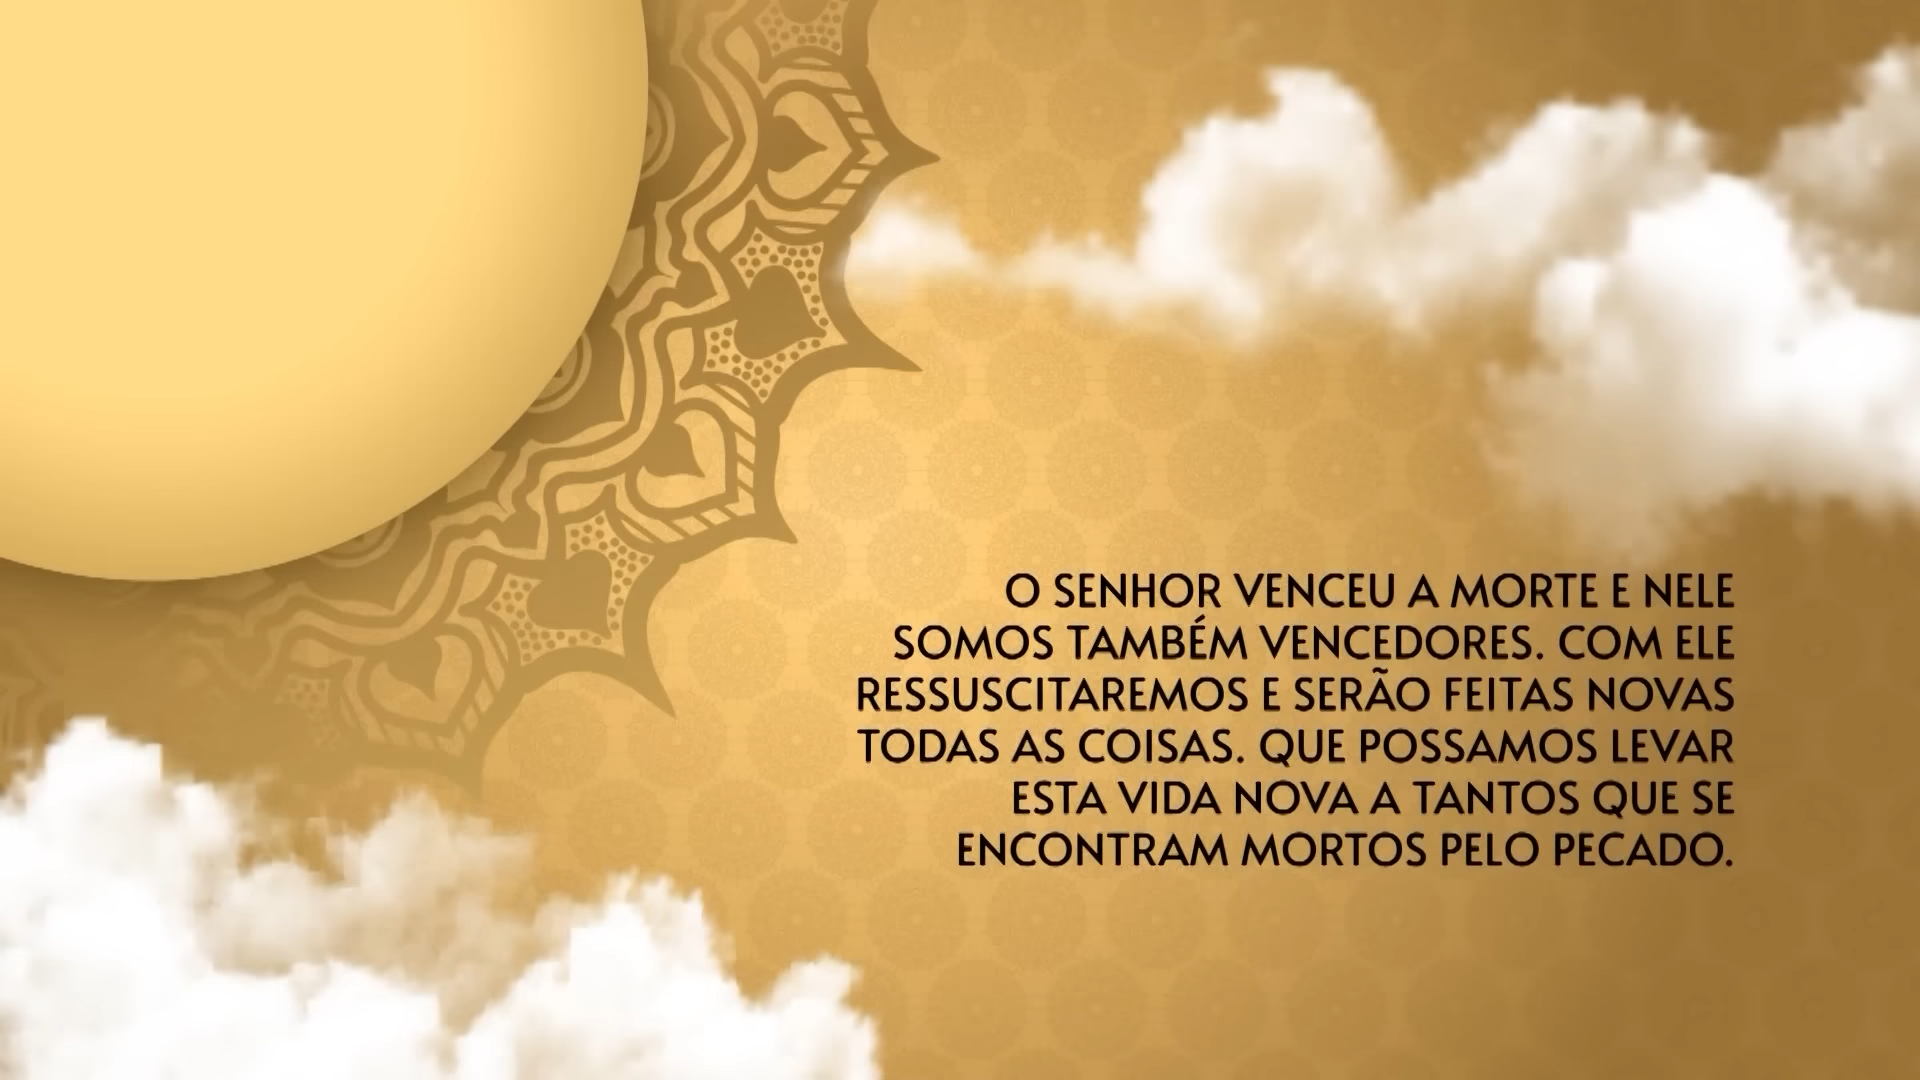 O SENHOR VENCEU A MORTE E NELE
SOMOS TAMBÉM VENCEDORES. COM ELE
RESSUSCITAREMOS E SERÃO FEITAS NOVAS
TODAS AS COISAS. QUE POSSAMOS LEVAR
ESTA VIDA NOVA A TANTOS QUE SE
ENCONTRAM MORTOS PELO PECADO.